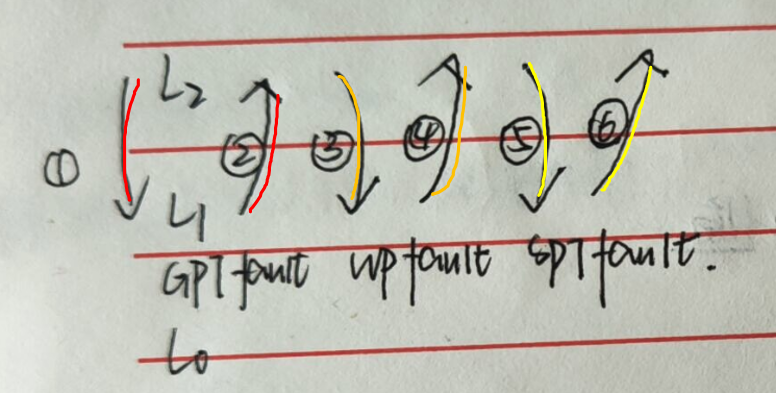 L2
① ② ③ ④ ⑤ ⑥
L1
GPT fault WP fault SPT fault.
L0